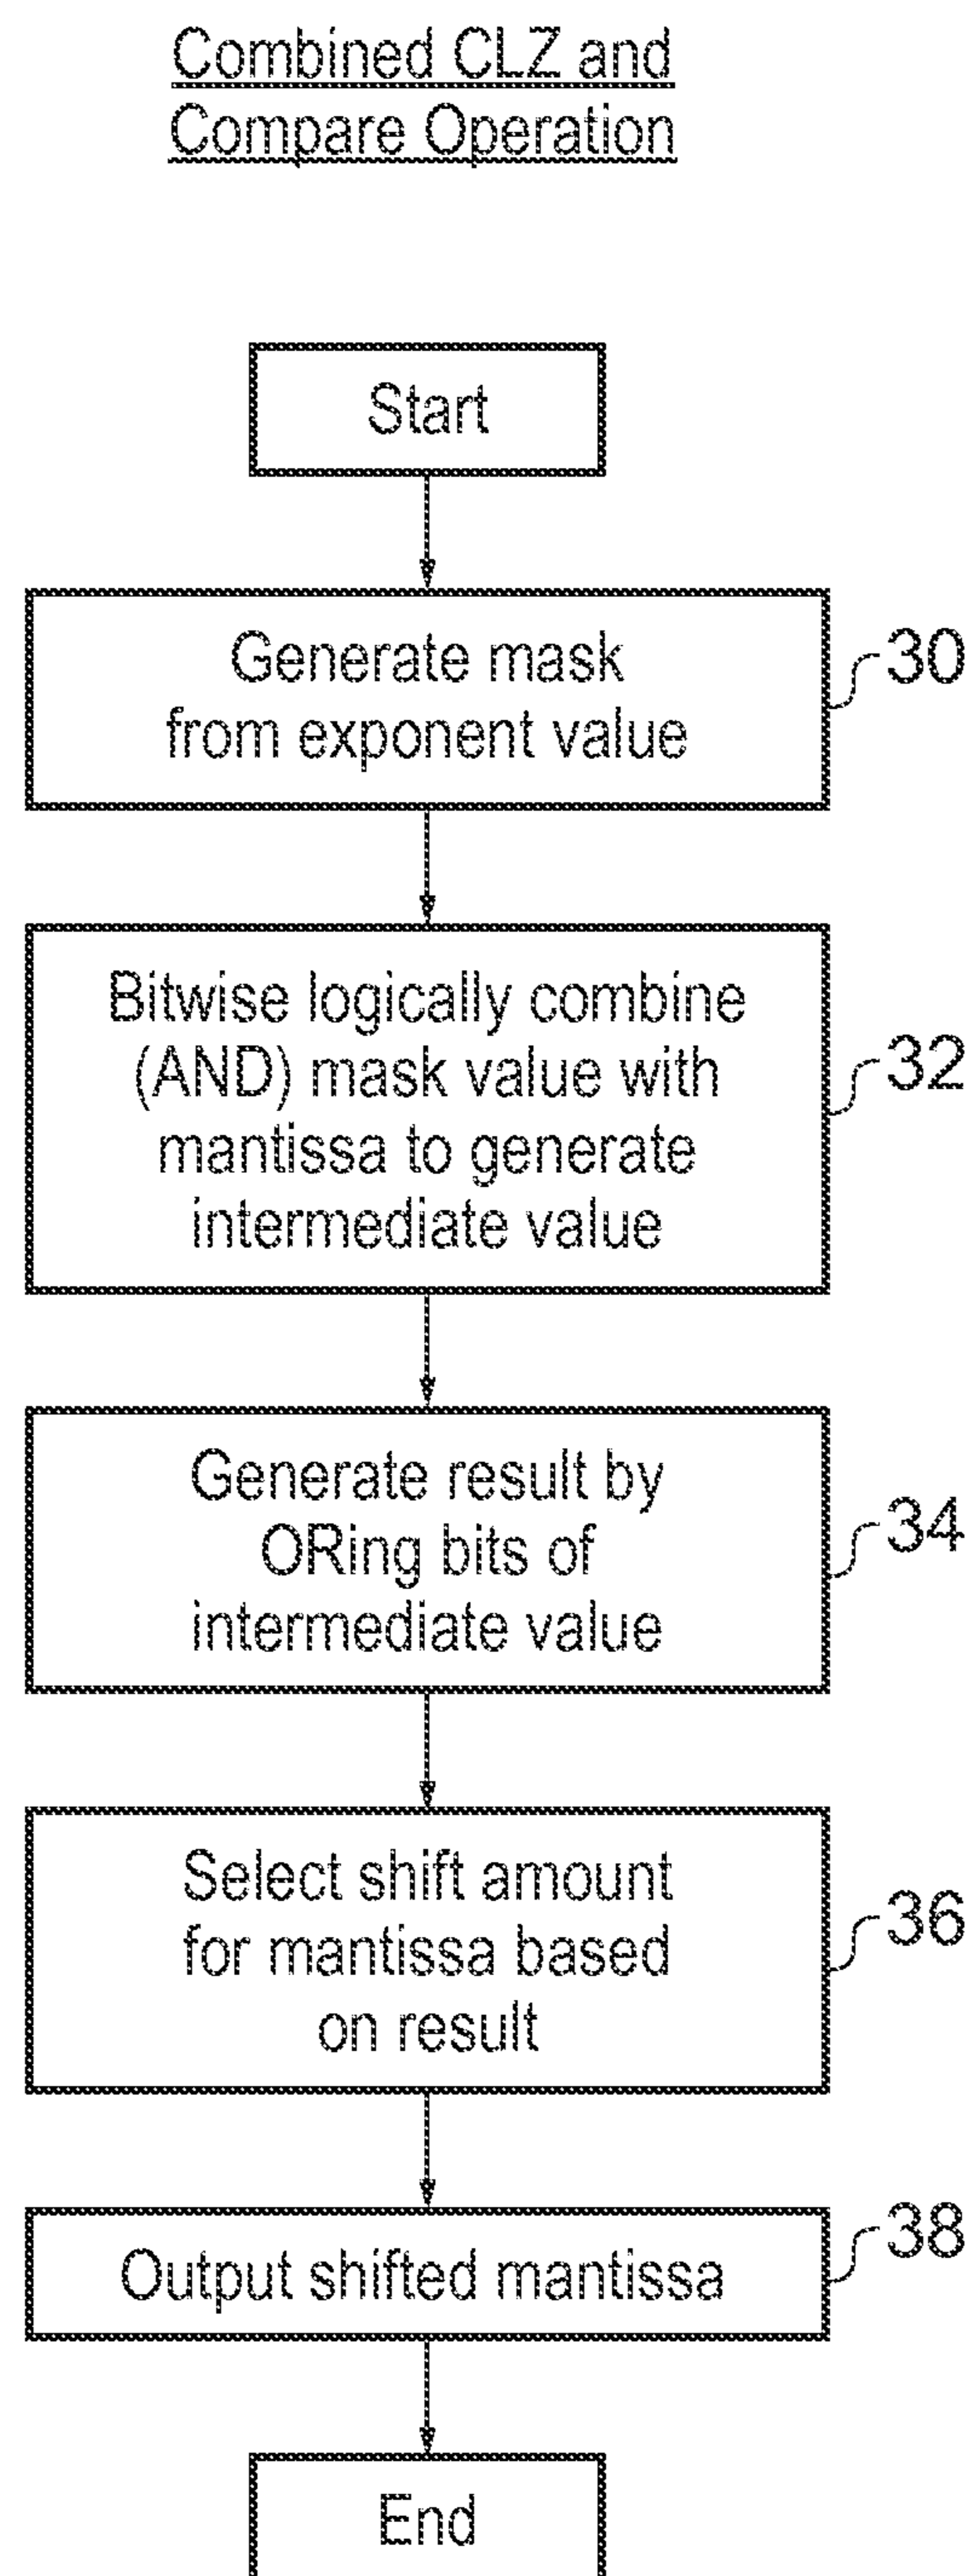 Combined CLZ and
Compare Operation
Start
Generate mask
from exponent value
30
Bitwise logically combine
(AND) mask value with
mantissa to generate
intermediate value
32
Generate result by
ORing bits of
intermediate value
34
Select shift amount
for mantissa based
on result
36
Output shifted mantissa
38
End